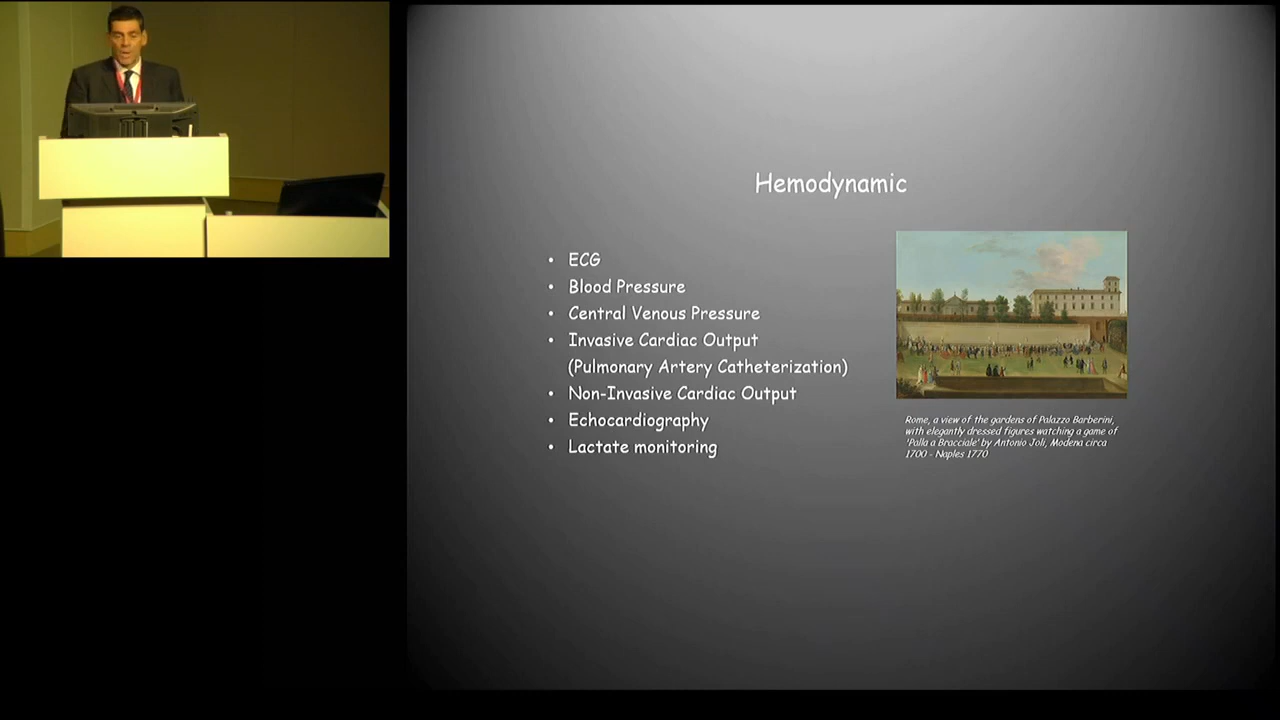 Hemodynamic
• ECG
• Blood Pressure
• Central Venous Pressure
• Invasive Cardiac Output
(Pulmonary Artery Catheterization)
• Non-Invasive Cardiac Output
• Echocardiography
• Lactate monitoring
Rome, a view of the gardens of Palazzo Barberini,
with elegantly dressed figures watching a game of
'Palla a Bracciale' by Antonio Joli, Modena circa
1700 - Naples 1770